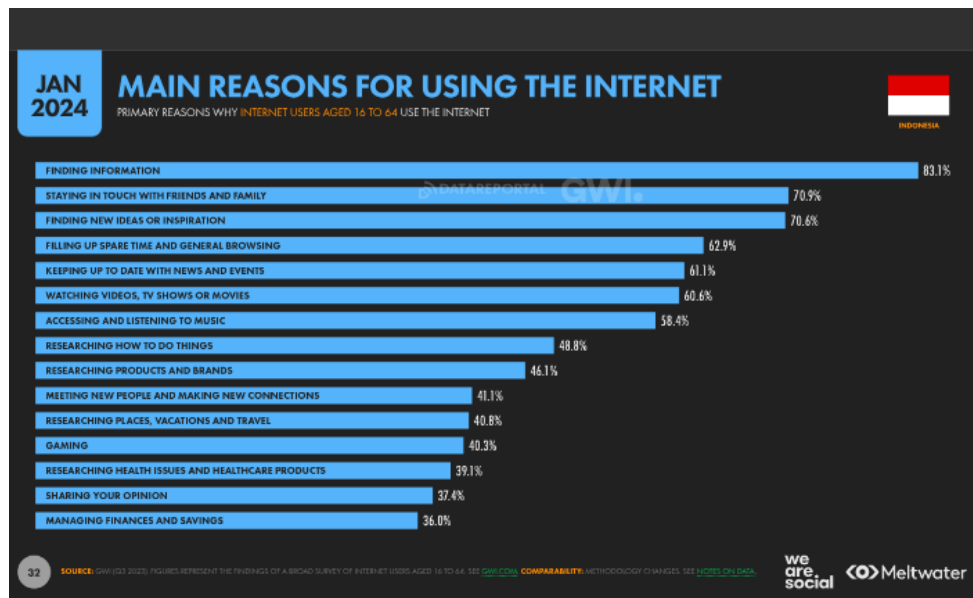 JAN
2024
MAIN REASONS FOR USING THE INTERNET
PRIMARY REASONS WHY INTERNET USERS AGED 16 TO 64 USE THE INTERNET
INDONESIA
DATAREPORTAL GWI.
FINDING INFORMATION 83.1%
STAYING IN TOUCH WITH FRIENDS AND FAMILY 70.9%
FINDING NEW IDEAS OR INSPIRATION 70.6%
FILLING UP SPARE TIME AND GENERAL BROWSING 62.9%
KEEPING UP TO DATE WITH NEWS AND EVENTS 61.1%
WATCHING VIDEOS, TV SHOWS OR MOVIES 60.6%
ACCESSING AND LISTENING TO MUSIC 58.4%
RESEARCHING HOW TO DO THINGS 48.8%
RESEARCHING PRODUCTS AND BRANDS 46.1%
MEETING NEW PEOPLE AND MAKING NEW CONNECTIONS 41.1%
RESEARCHING PLACES, VACATIONS AND TRAVEL 40.8%
GAMING 40.3%
RESEARCHING HEALTH ISSUES AND HEALTHCARE PRODUCTS 39.1%
SHARING YOUR OPINION 37.4%
MANAGING FINANCES AND SAVINGS 36.0%
32
SOURCE: GWI (Q3 2023). FIGURES REPRESENT THE FINDINGS OF A BROAD SURVEY OF INTERNET USERS AGED 16 TO 64. SEE GWI.COM. COMPARABILITY: METHODOLOGY CHANGES. SEE NOTES ON DATA.
we
are.
social
Meltwater